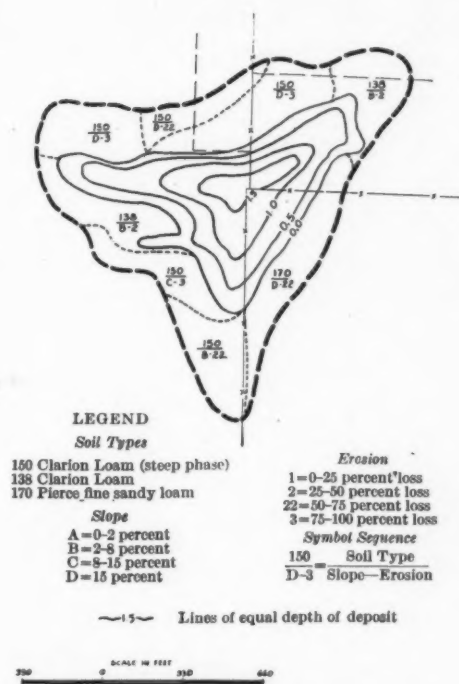 150
D-3
138
B-2
150
D-3
150
B-22
1.5
1.0
0.5
0.0
138
B-2
150
C-3
170
D-22
150
B-22
LEGEND
Soil Types
150 Clarion Loam (steep phase)
138 Clarion Loam
170 Pierce fine sandy loam
Slope
A=0-2 percent
B=2-8 percent
C=8-15 percent
D=15 percent
Erosion
1=0-25 percent loss
2=25-50 percent loss
22=50-75 percent loss
3=75-100 percent loss
Symbol Sequence
150 = Soil Type
D-3 Slope—Erosion
1.5 Lines of equal depth of deposit
SCALE IN FEET
330 0 330 660